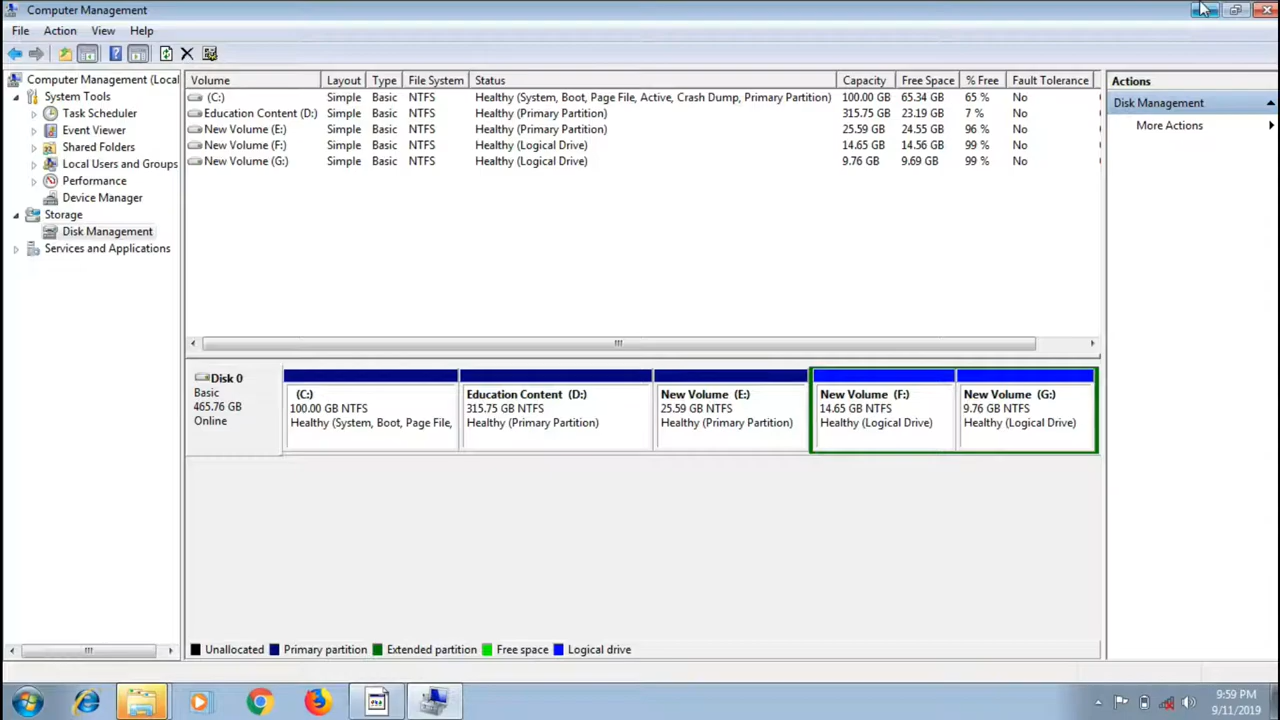 Computer Management
File Action View Help
Computer Management (Local
System Tools
Task Scheduler
Event Viewer
Shared Folders
Local Users and Groups
Performance
Device Manager
Storage
Disk Management
Services and Applications
Volume Layout Type File System Status Capacity Free Space % Free Fault Tolerance
(C:) Simple Basic NTFS Healthy (System, Boot, Page File, Active, Crash Dump, Primary Partition) 100.00 GB 65.34 GB 65 % No
Education Content (D:) Simple Basic NTFS Healthy (Primary Partition) 315.75 GB 23.19 GB 7 % No
New Volume (E:) Simple Basic NTFS Healthy (Primary Partition) 25.59 GB 24.55 GB 96 % No
New Volume (F:) Simple Basic NTFS Healthy (Logical Drive) 14.65 GB 14.56 GB 99 % No
New Volume (G:) Simple Basic NTFS Healthy (Logical Drive) 9.76 GB 9.69 GB 99 % No
Disk 0
Basic
465.76 GB
Online
(C:)
100.00 GB NTFS
Healthy (System, Boot, Page File,
Education Content (D:)
315.75 GB NTFS
Healthy (Primary Partition)
New Volume (E:)
25.59 GB NTFS
Healthy (Primary Partition)
New Volume (F:)
14.65 GB NTFS
Healthy (Logical Drive)
New Volume (G:)
9.76 GB NTFS
Healthy (Logical Drive)
Unallocated Primary partition Extended partition Free space Logical drive
Actions
Disk Management
More Actions
9:59 PM
9/11/2019